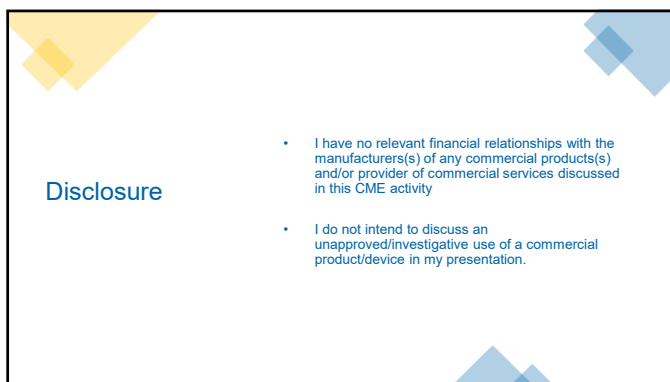 Disclosure
• I have no relevant financial relationships with the
manufacturers(s) of any commercial products(s)
and/or provider of commercial services discussed
in this CME activity
• I do not intend to discuss an
unapproved/investigative use of a commercial
product/device in my presentation.